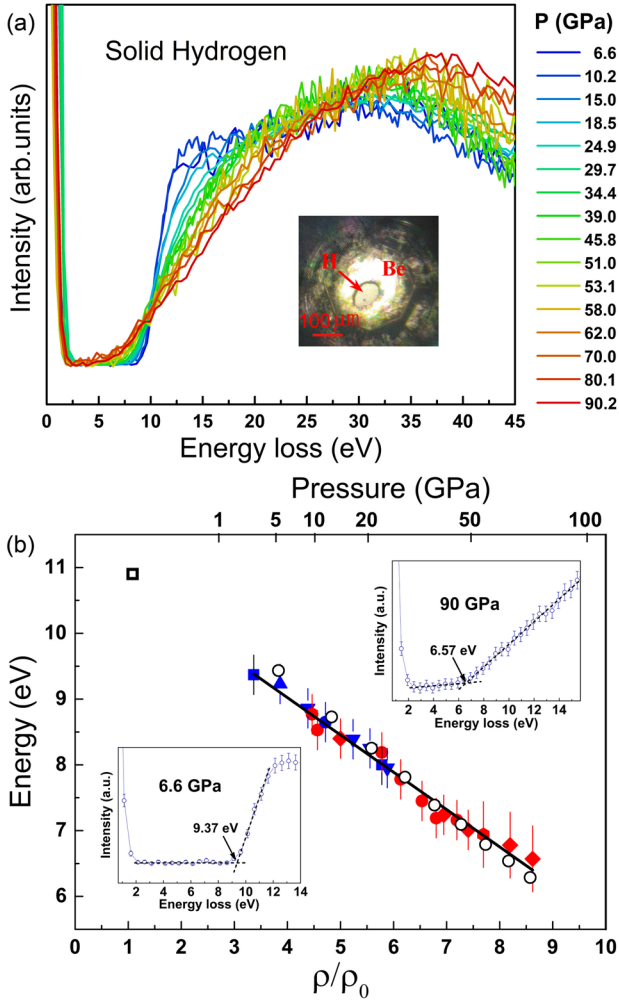 (a)
Solid Hydrogen
P (GPa)
6.6
10.2
15.0
18.5
24.9
29.7
34.4
39.0
45.8
51.0
53.1
58.0
62.0
70.0
80.1
90.2
Intensity (arb.units)
H
Be
100μm
0 5 10 15 20 25 30 35 40 45
Energy loss (eV)
Pressure (GPa)
1 5 10 20 50 100
(b)
11
10
9
8
7
6
Energy (eV)
90 GPa
6.57 eV
Intensity (a.u.)
2 4 6 8 10 12 14
Energy loss (eV)
6.6 GPa
9.37 eV
Intensity (a.u.)
2 4 6 8 10 12 14
Energy loss (eV)
0 1 2 3 4 5 6 7 8 9 10
ρ/ρ0